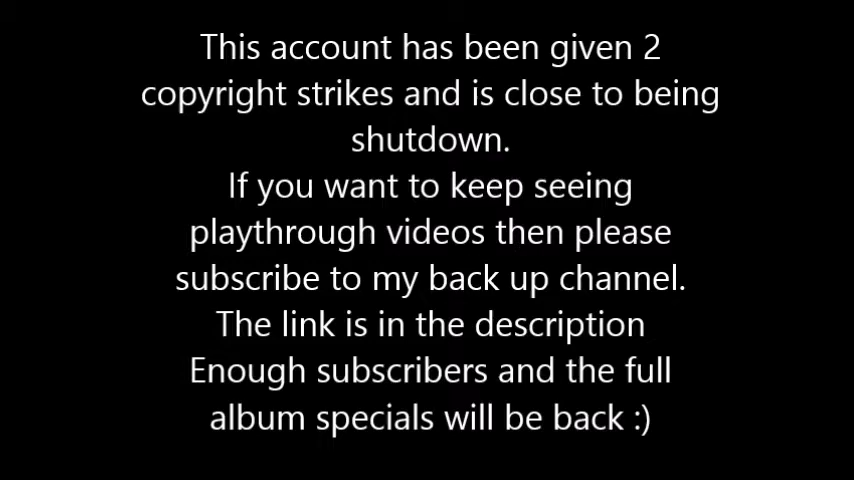 This account has been given 2
copyright strikes and is close to being
shutdown.
If you want to keep seeing
playthrough videos then please
subscribe to my back up channel.
The link is in the description
Enough subscribers and the full
album specials will be back :)